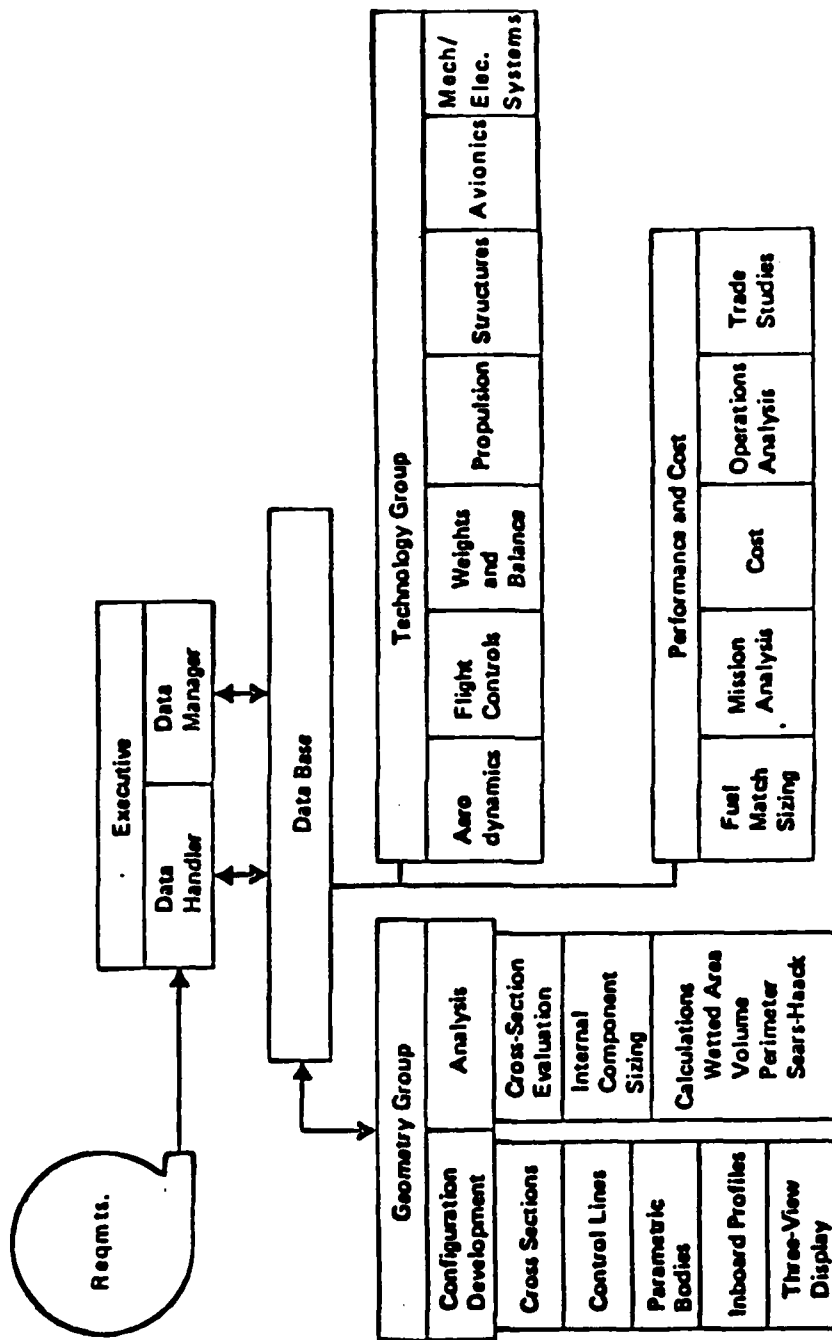 Reqmts.
Executive
Data
Handler
Data
Manager
Data Base
Geometry Group
Configuration
Development
Analysis
Cross Sections
Control Lines
Parametric
Bodies
Inboard Profiles
Three-View
Display
Cross-Section
Evaluation
Internal
Component
Sizing
Calculations
Wetted Area
Volume
Perimeter
Sears-Haack
Technology Group
Aero
dynamics
Flight
Controls
Weights
and
Balance
Propulsion
Structures
Avionics
Mech/
Elec.
Systems
Performance and Cost
Fuel
Match
Sizing
Mission
Analysis
Cost
Operations
Analysis
Trade
Studies